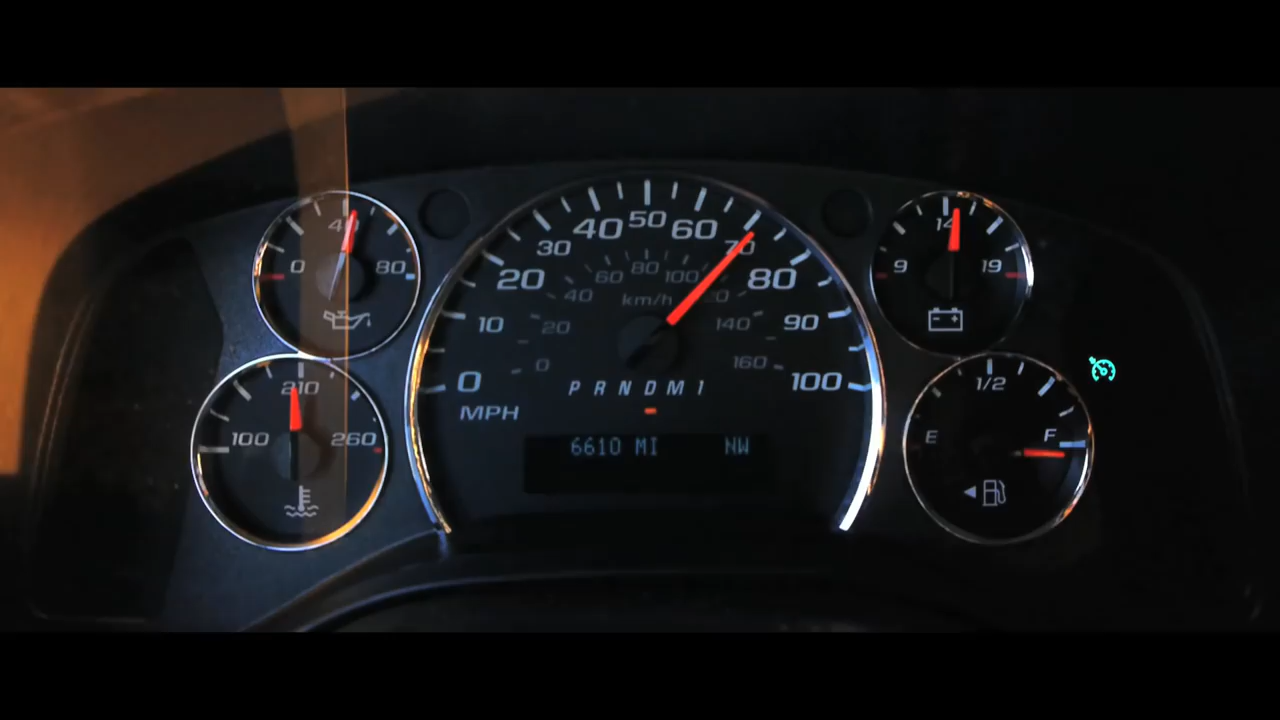 0 40 80
100 210 260
0 10 20 30 40 50 60 70 80 90 100
MPH
0 20 40 60 80 100 120 140 160
km/h
P R N D M 1
6610 MI NW
9 14 19
E 1/2 F